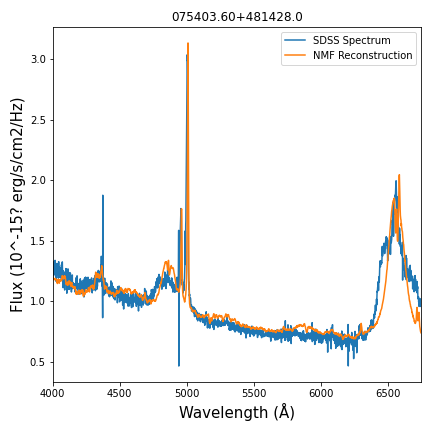 075403.60+481428.0
SDSS Spectrum
NMF Reconstruction
3.0
2.5
2.0
1.5
1.0
0.5
Flux (10^-15? erg/s/cm2/Hz)
4000 4500 5000 5500 6000 6500
Wavelength (Å)